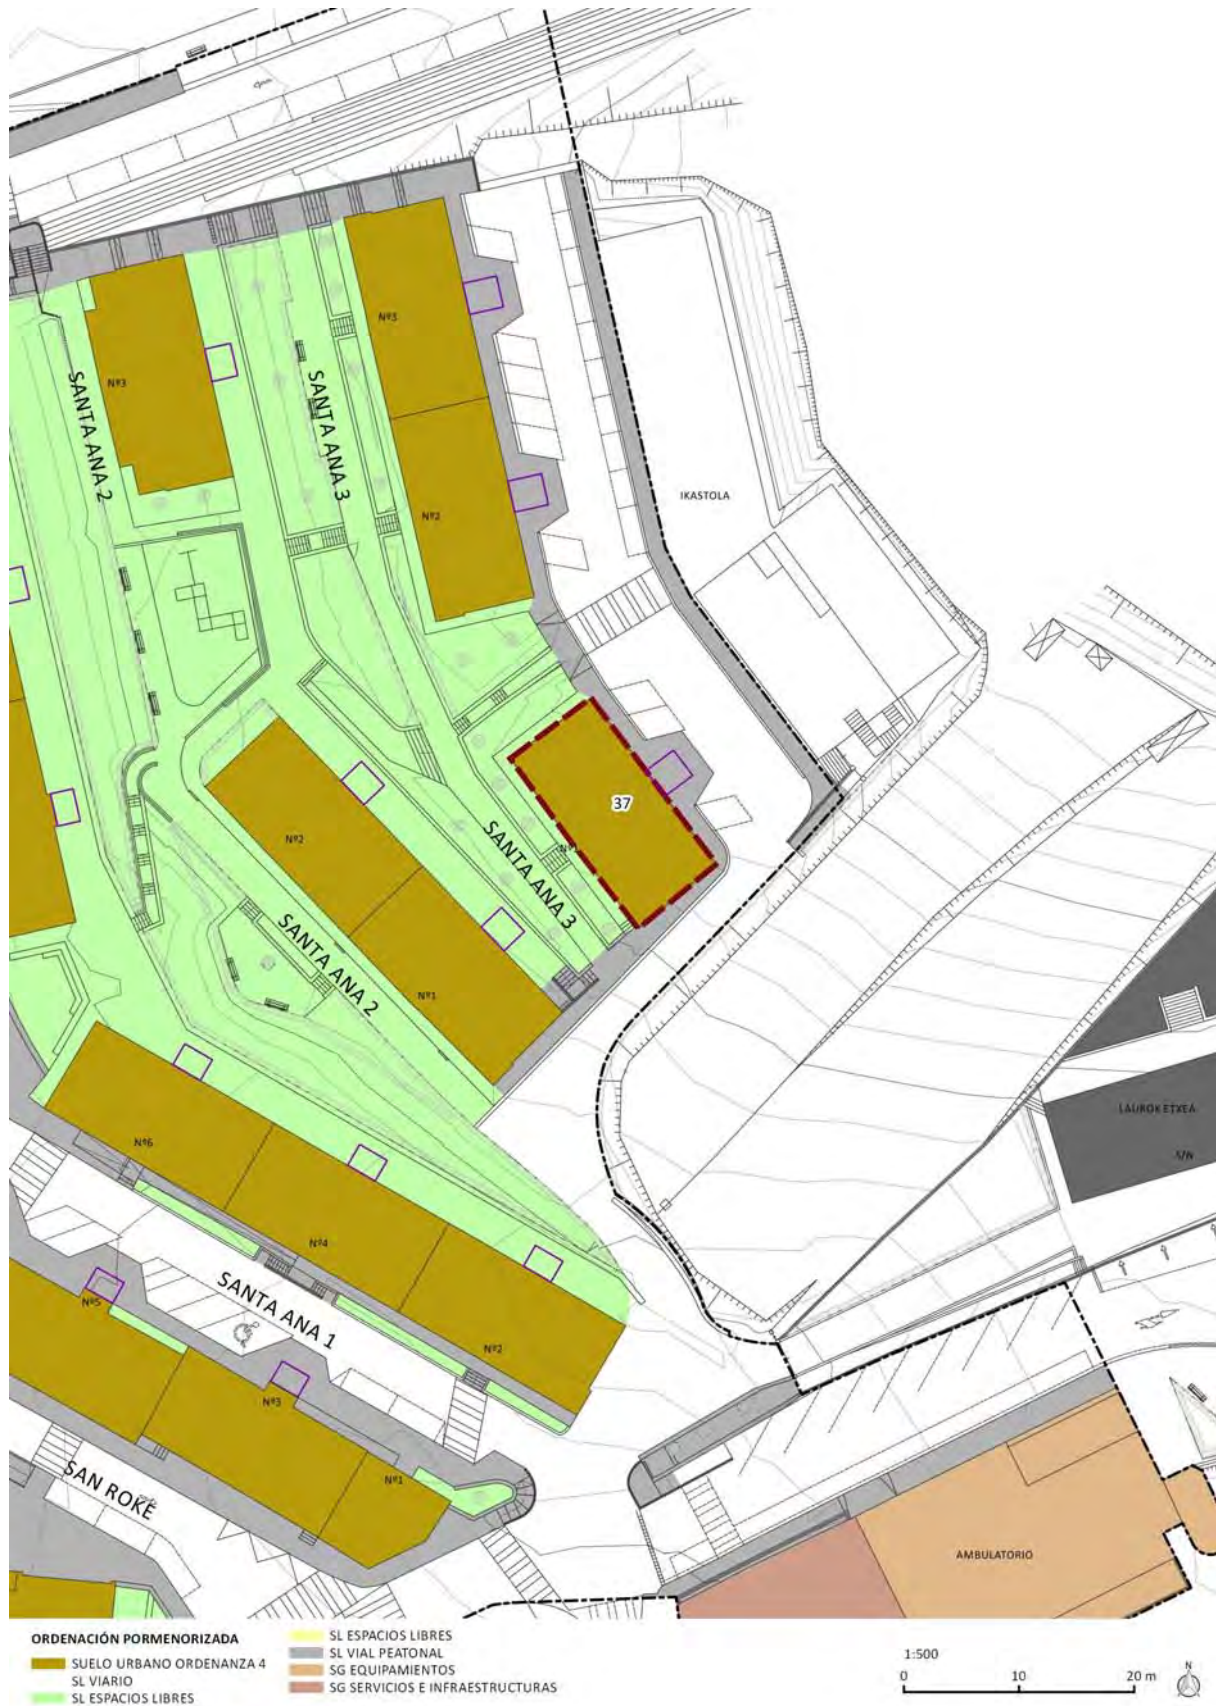 IKASTOLA
Nº3
Nº3
SANTA ANA 2
SANTA ANA 3
Nº2
37
Nº2
SANTA ANA 3
SANTA ANA 2
Nº1
Nº6
Nº4
Nº2
LAUROK ETXEA
S/N
SANTA ANA 1
Nº5
Nº3
Nº1
SAN ROKE
AMBULATORIO
ORDENACIÓN PORMENORIZADA
SUELO URBANO ORDENANZA 4
SL VIARIO
SL ESPACIOS LIBRES
SL ESPACIOS LIBRES
SL VIAL PEATONAL
SG EQUIPAMIENTOS
SG SERVICIOS E INFRAESTRUCTURAS
1:500
0 10 20 m
N